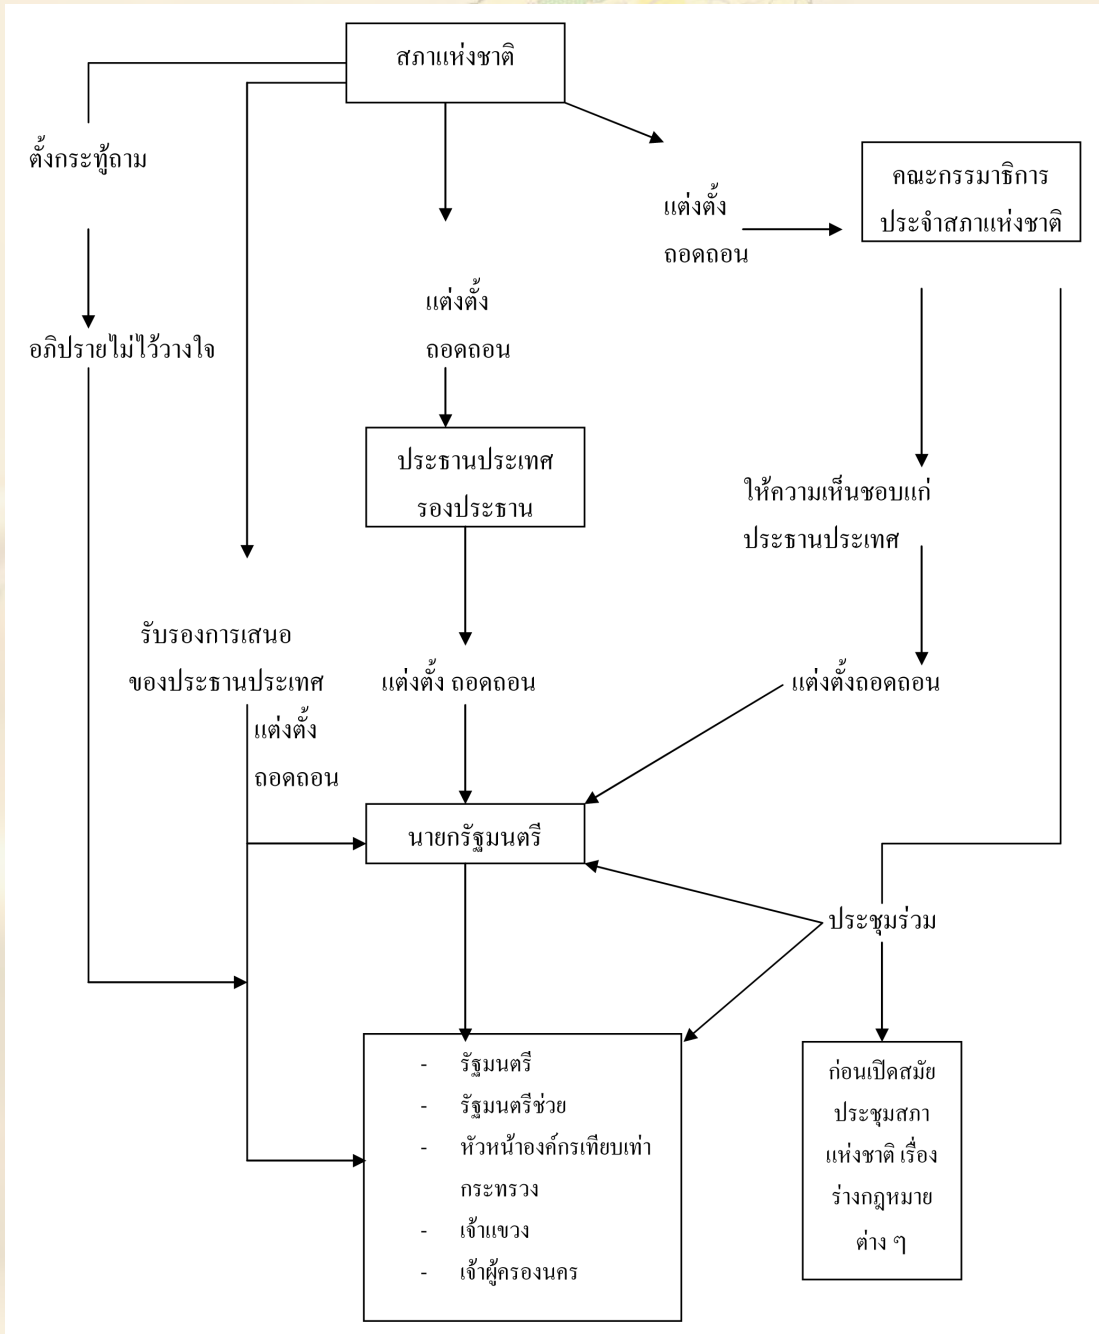 สภาแห่งชาติ
ตั้งกระทู้ถาม
คณะกรรมาธิการ
ประจำสภาแห่งชาติ
แต่งตั้ง
ถอดถอน
แต่งตั้ง
ถอดถอน
อภิปรายไม่ไว้วางใจ
ประธานประเทศ
รองประธาน
ให้ความเห็นชอบแก่
ประธานประเทศ
รับรองการเสนอ
ของประธานประเทศ
แต่งตั้ง
ถอดถอน
แต่งตั้ง ถอดถอน
แต่งตั้งถอดถอน
นายกรัฐมนตรี
ประชุมร่วม
- รัฐมนตรี
- รัฐมนตรีช่วย
- หัวหน้าองค์กรเทียบเท่า
กระทรวง
- เจ้าแขวง
- เจ้าผู้ครองนคร
ก่อนเปิดสมัย
ประชุมสภา
แห่งชาติ เรื่อง
ร่างกฎหมาย
ต่าง ๆ